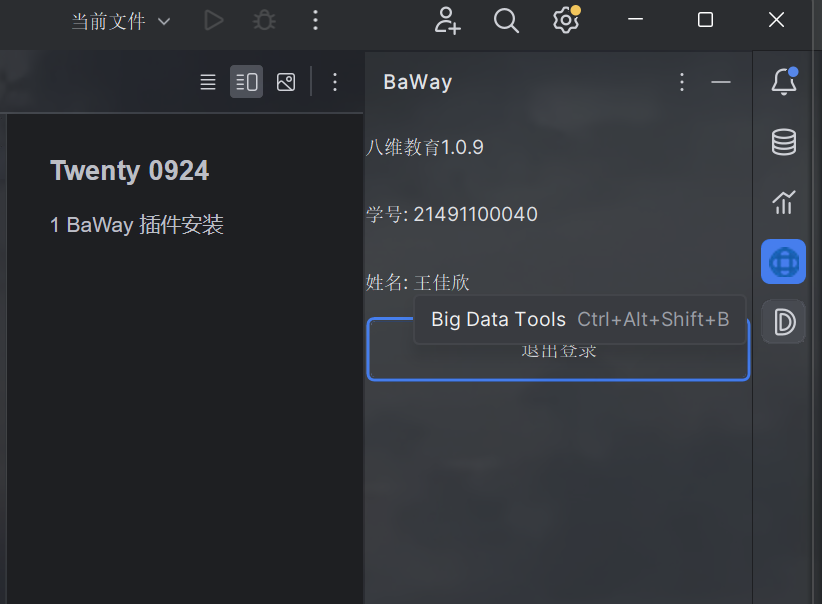 当前文件
BaWay
Twenty 0924
1 BaWay 插件安装
八维教育1.0.9
学号: 21491100040
姓名: 王佳欣
Big Data Tools Ctrl+Alt+Shift+B
退出登录